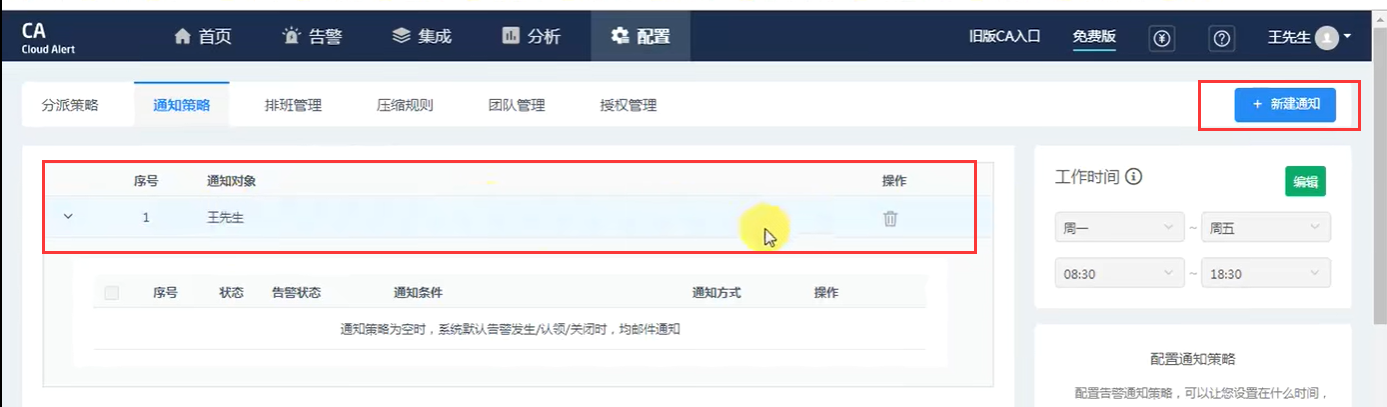 CA
Cloud Alert
首页 告警 集成 分析 配置 旧版CA入口 免费版 王先生
分派策略 通知策略 排班管理 压缩规则 团队管理 授权管理 + 新建通知
序号 通知对象 操作
1 王先生
序号 状态 告警状态 通知条件 通知方式 操作
通知策略为空时，系统默认告警发生/认领/关闭时，均邮件通知
工作时间 编辑
周一 ~ 周五
08:30 ~ 18:30
配置通知策略
配置告警通知策略，可以让您设置在什么时间，